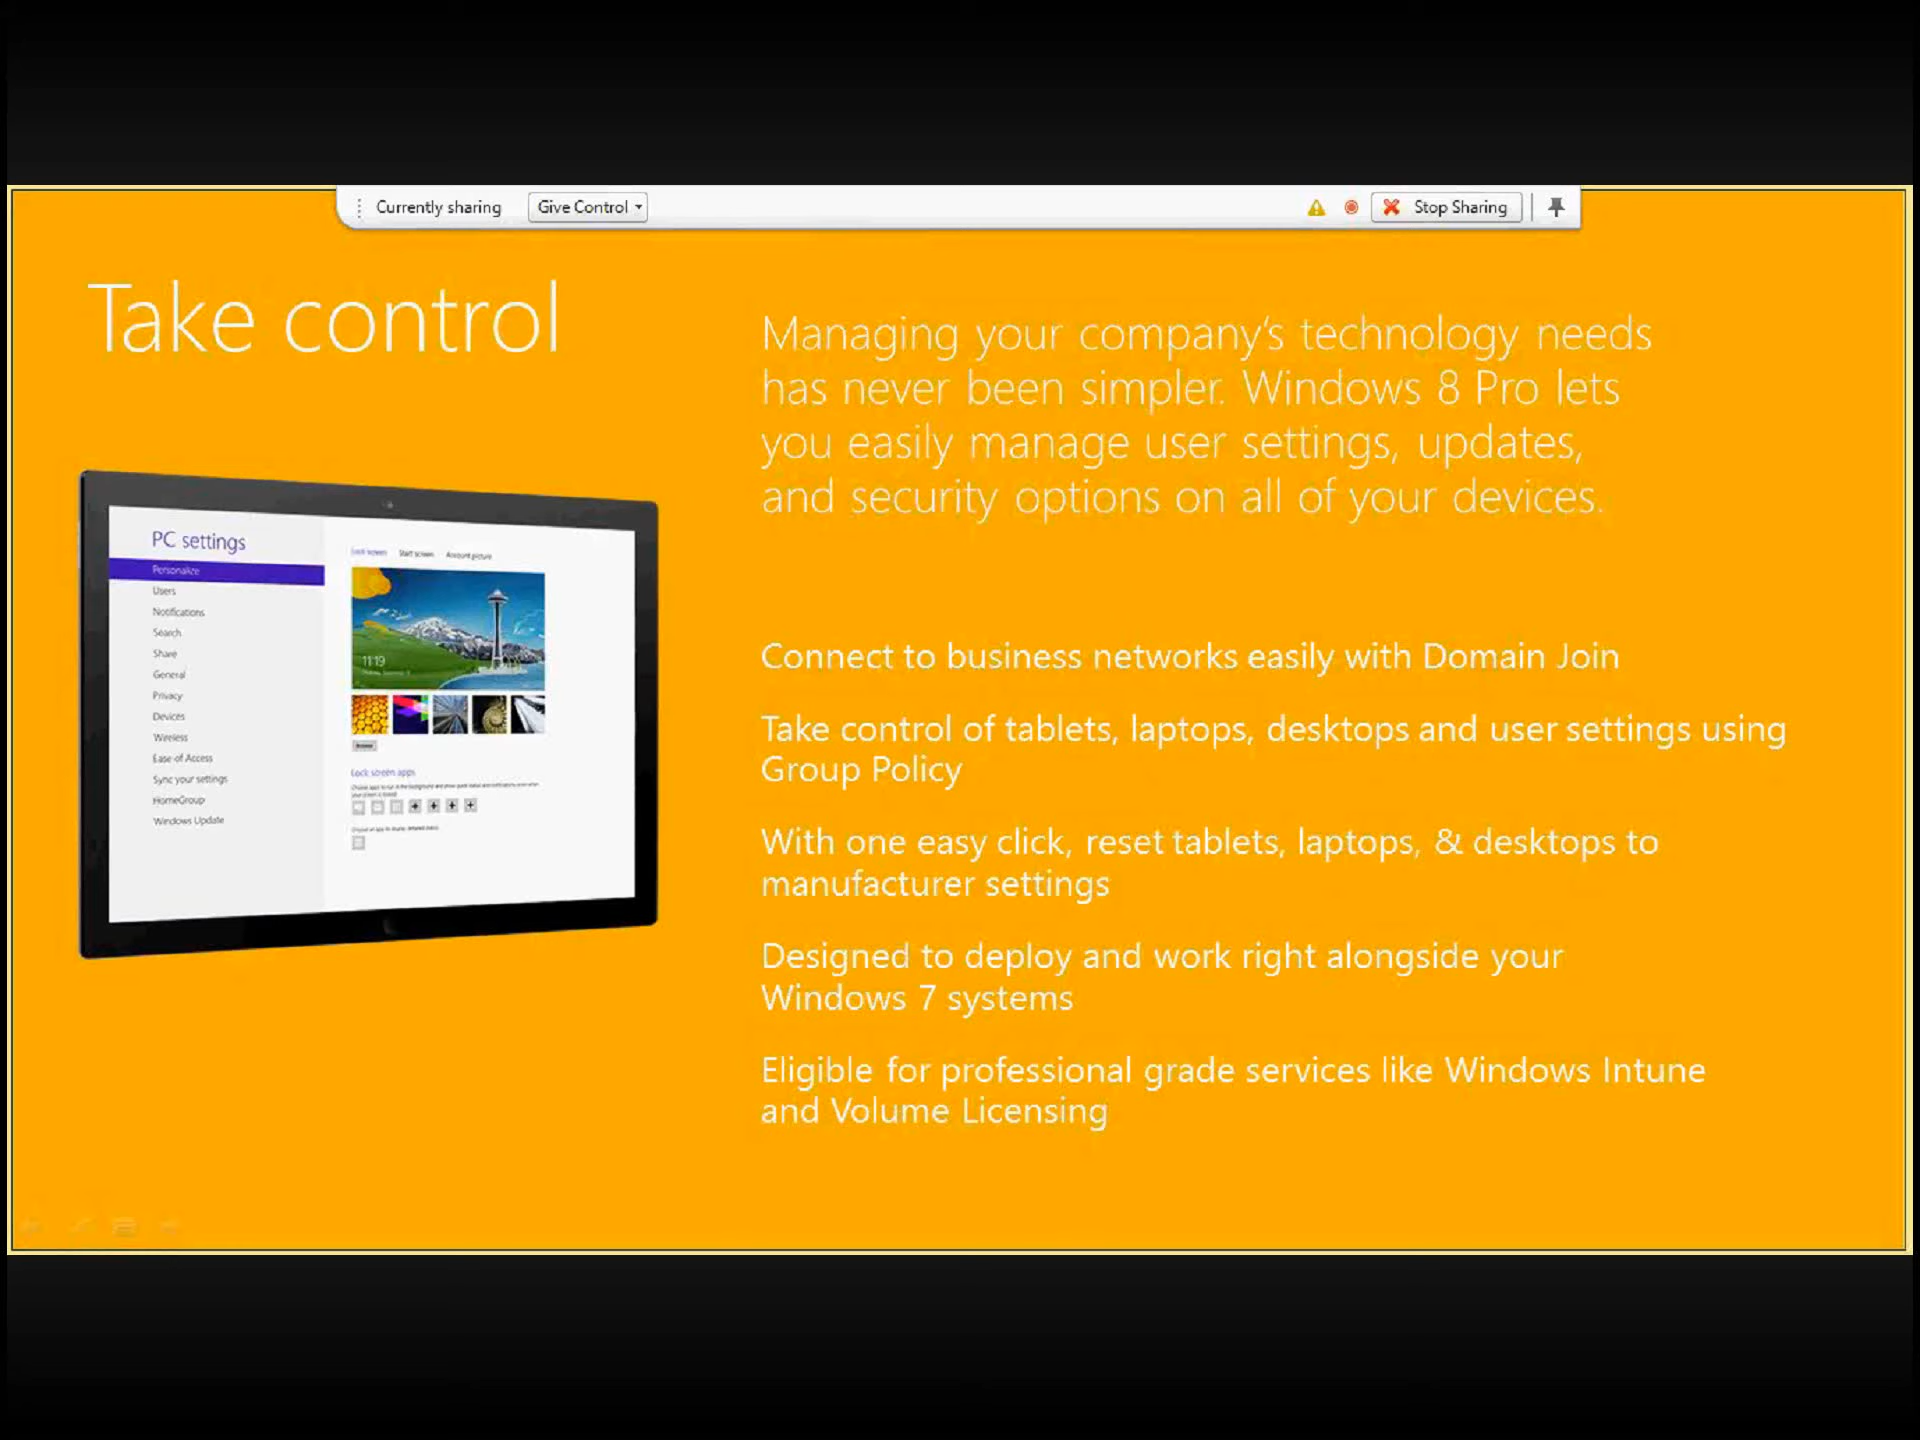 Currently sharing
Give Control
Stop Sharing
Take control
Managing your company's technology needs
has never been simpler. Windows 8 Pro lets
you easily manage user settings, updates,
and security options on all of your devices.
PC settings
Personalize
Users
Notifications
Search
Share
General
Privacy
Devices
Wireless
Ease of Access
Sync your settings
HomeGroup
Windows Update
Lock screen Start screen Account picture
11:19
Browse
Lock screen apps
Connect to business networks easily with Domain Join
Take control of tablets, laptops, desktops and user settings using
Group Policy
With one easy click, reset tablets, laptops, & desktops to
manufacturer settings
Designed to deploy and work right alongside your
Windows 7 systems
Eligible for professional grade services like Windows Intune
and Volume Licensing